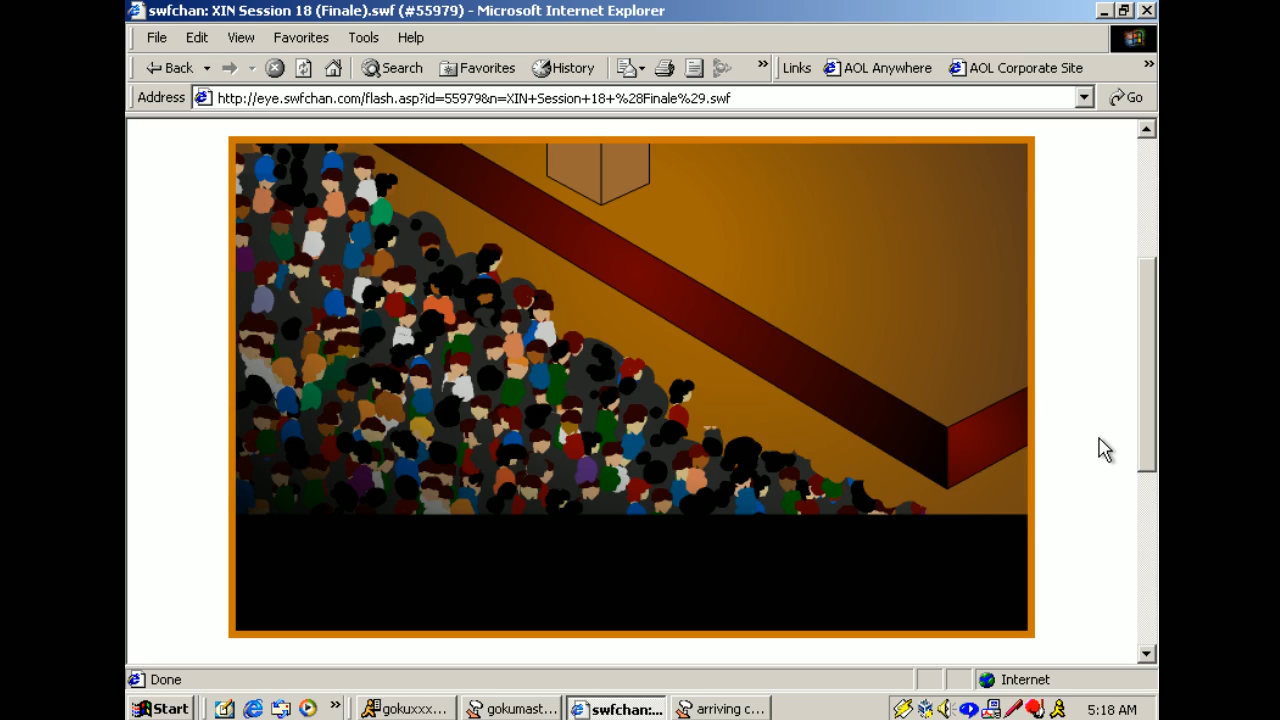 swfchan: XIN Session 18 (Finale).swf (#55979) - Microsoft Internet Explorer
File Edit View Favorites Tools Help
Back Search Favorites History » Links AOL Anywhere AOL Corporate Site »
Address http://eye.swfchan.com/flash.asp?id=55979&n=XIN+Session+18+%28Finale%29.swf Go
Done Internet
Start » gokuxxx... gokumast... swfchan:... arriving c... 5:18 AM